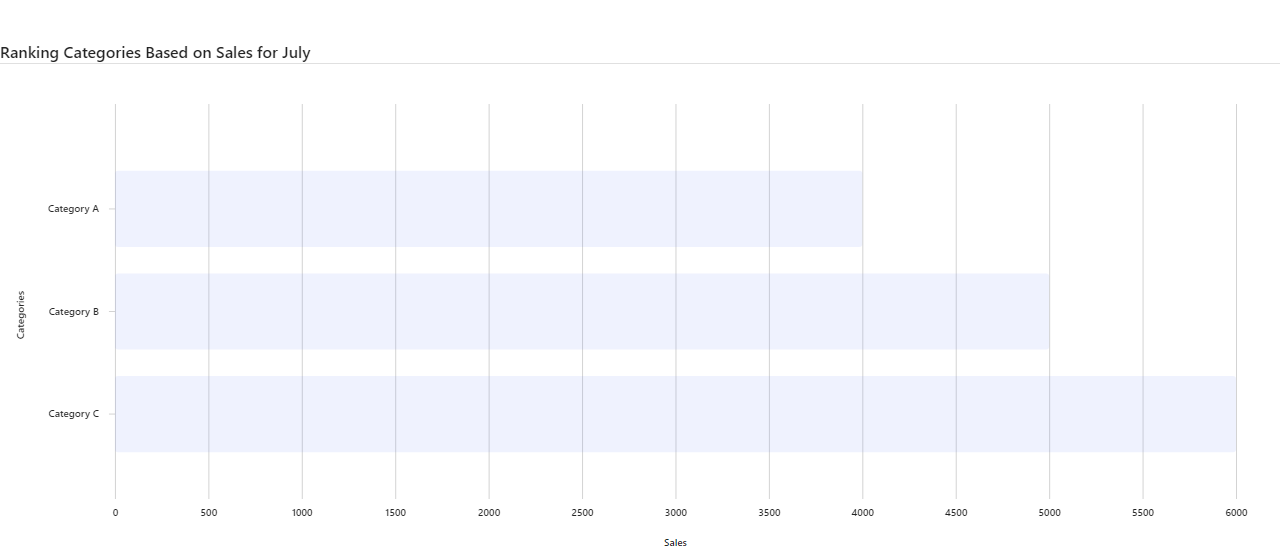 Ranking Categories Based on Sales for July
Categories
Category A
Category B
Category C
0 500 1000 1500 2000 2500 3000 3500 4000 4500 5000 5500 6000
Sales